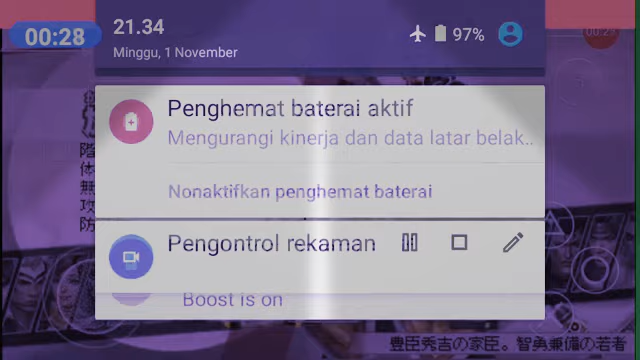 00:28
21.34
97%
Minggu, 1 November
00:29
Penghemat baterai aktif
Mengurangi kinerja dan data latar belak..
Nonaktifkan penghemat baterai
Pengontrol rekaman
Boost is on
豊臣秀吉の家臣。智勇兼備の若者